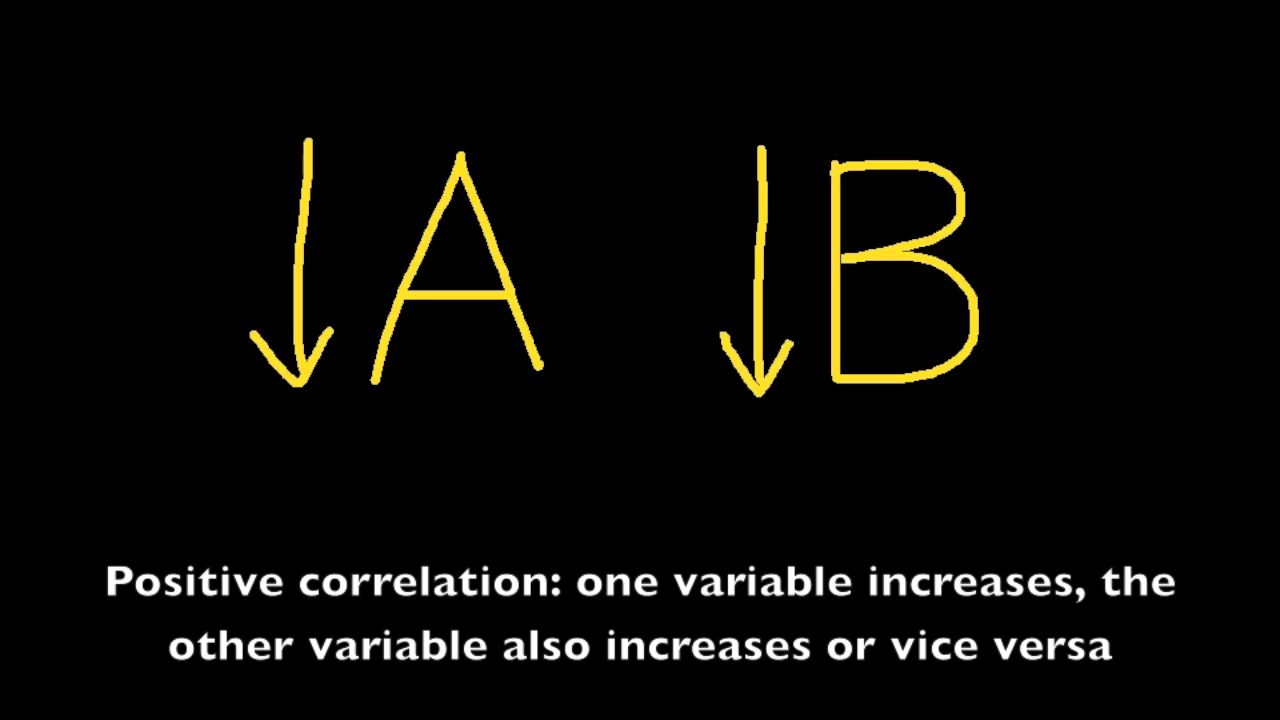 A B
Positive correlation: one variable increases, the
other variable also increases or vice versa